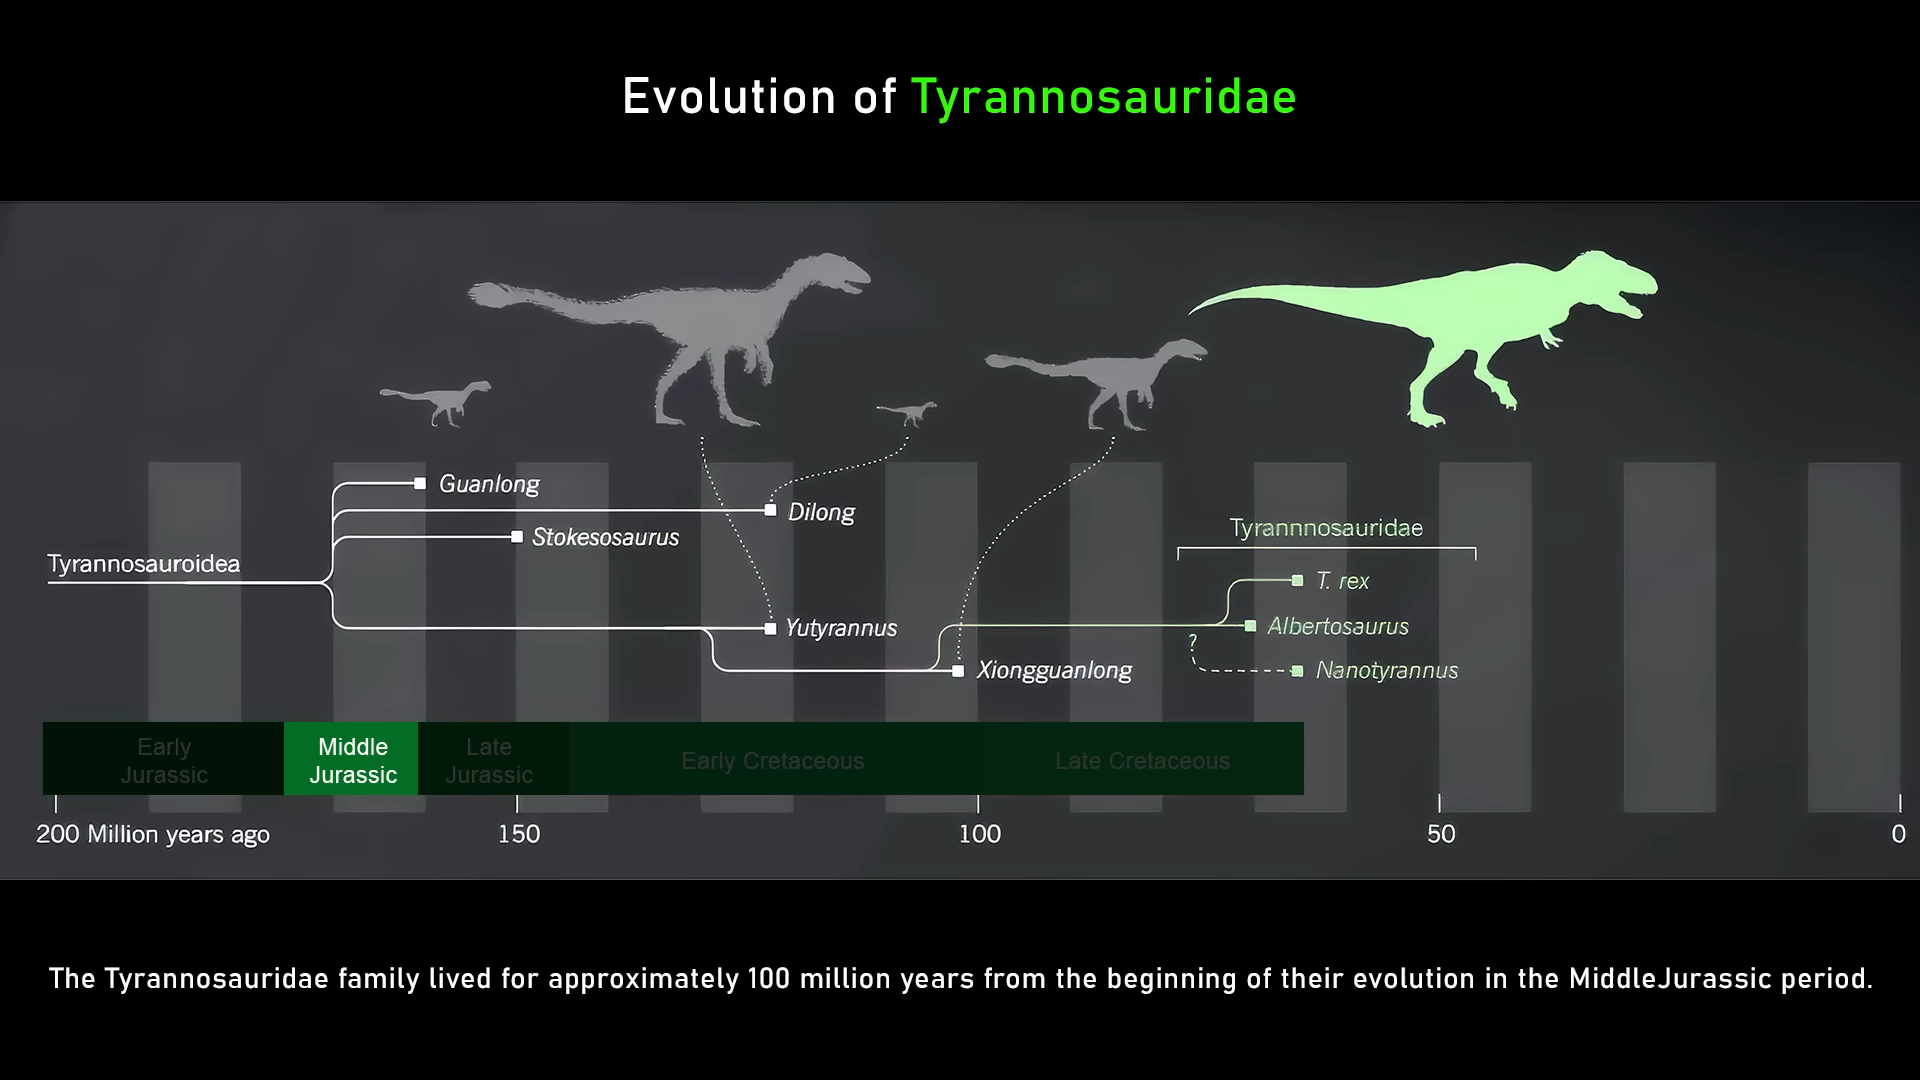 Evolution of Tyrannosauridae
Guanlong
Dilong
Stokesosaurus
Tyrannnosauridae
Tyrannosauroidea
T. rex
Yutyrannus
Albertosaurus
?
Xiongguanlong
Nanotyrannus
Early
Jurassic
Middle
Jurassic
Late
Jurassic
Early Cretaceous
Late Cretaceous
200 Million years ago
150
100
50
0
The Tyrannosauridae family lived for approximately 100 million years from the beginning of their evolution in the MiddleJurassic period.